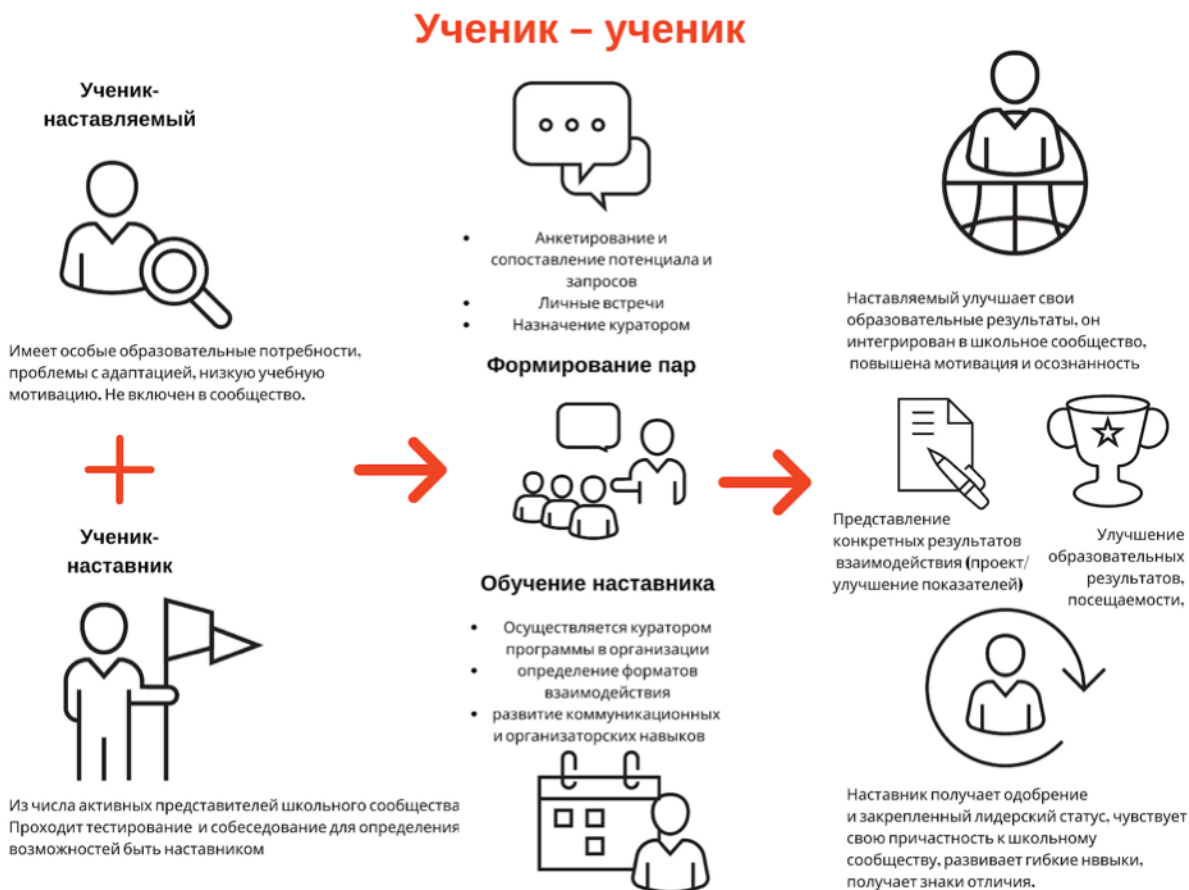 Ученик – ученик
Ученик-
наставляемый
Имеет особые образовательные потребности,
проблемы с адаптацией, низкую учебную
мотивацию. Не включен в сообщество.
Ученик-
наставник
Из числа активных представителей школьного сообщества
Проходит тестирование и собеседование для определения
возможностей быть наставником
• Анкетирование и
сопоставление потенциала и
запросов
• Личные встречи
• Назначение куратором
Формирование пар
Обучение наставника
• Осуществляется куратором
программы в организации
• определение форматов
взаимодействия
• развитие коммуникационных
и организаторских навыков
Наставляемый улучшает свои
образовательные результаты, он
интегрирован в школьное сообщество,
повышена мотивация и осознанность
Представление
конкретных результатов
взаимодействия (проект/
улучшение показателей)
Улучшение
образовательных
результатов,
посещаемости,
Наставник получает одобрение
и закрепленный лидерский статус, чувствует
свою причастность к школьному
сообществу, развивает гибкие нввыки,
получает знаки отличия.